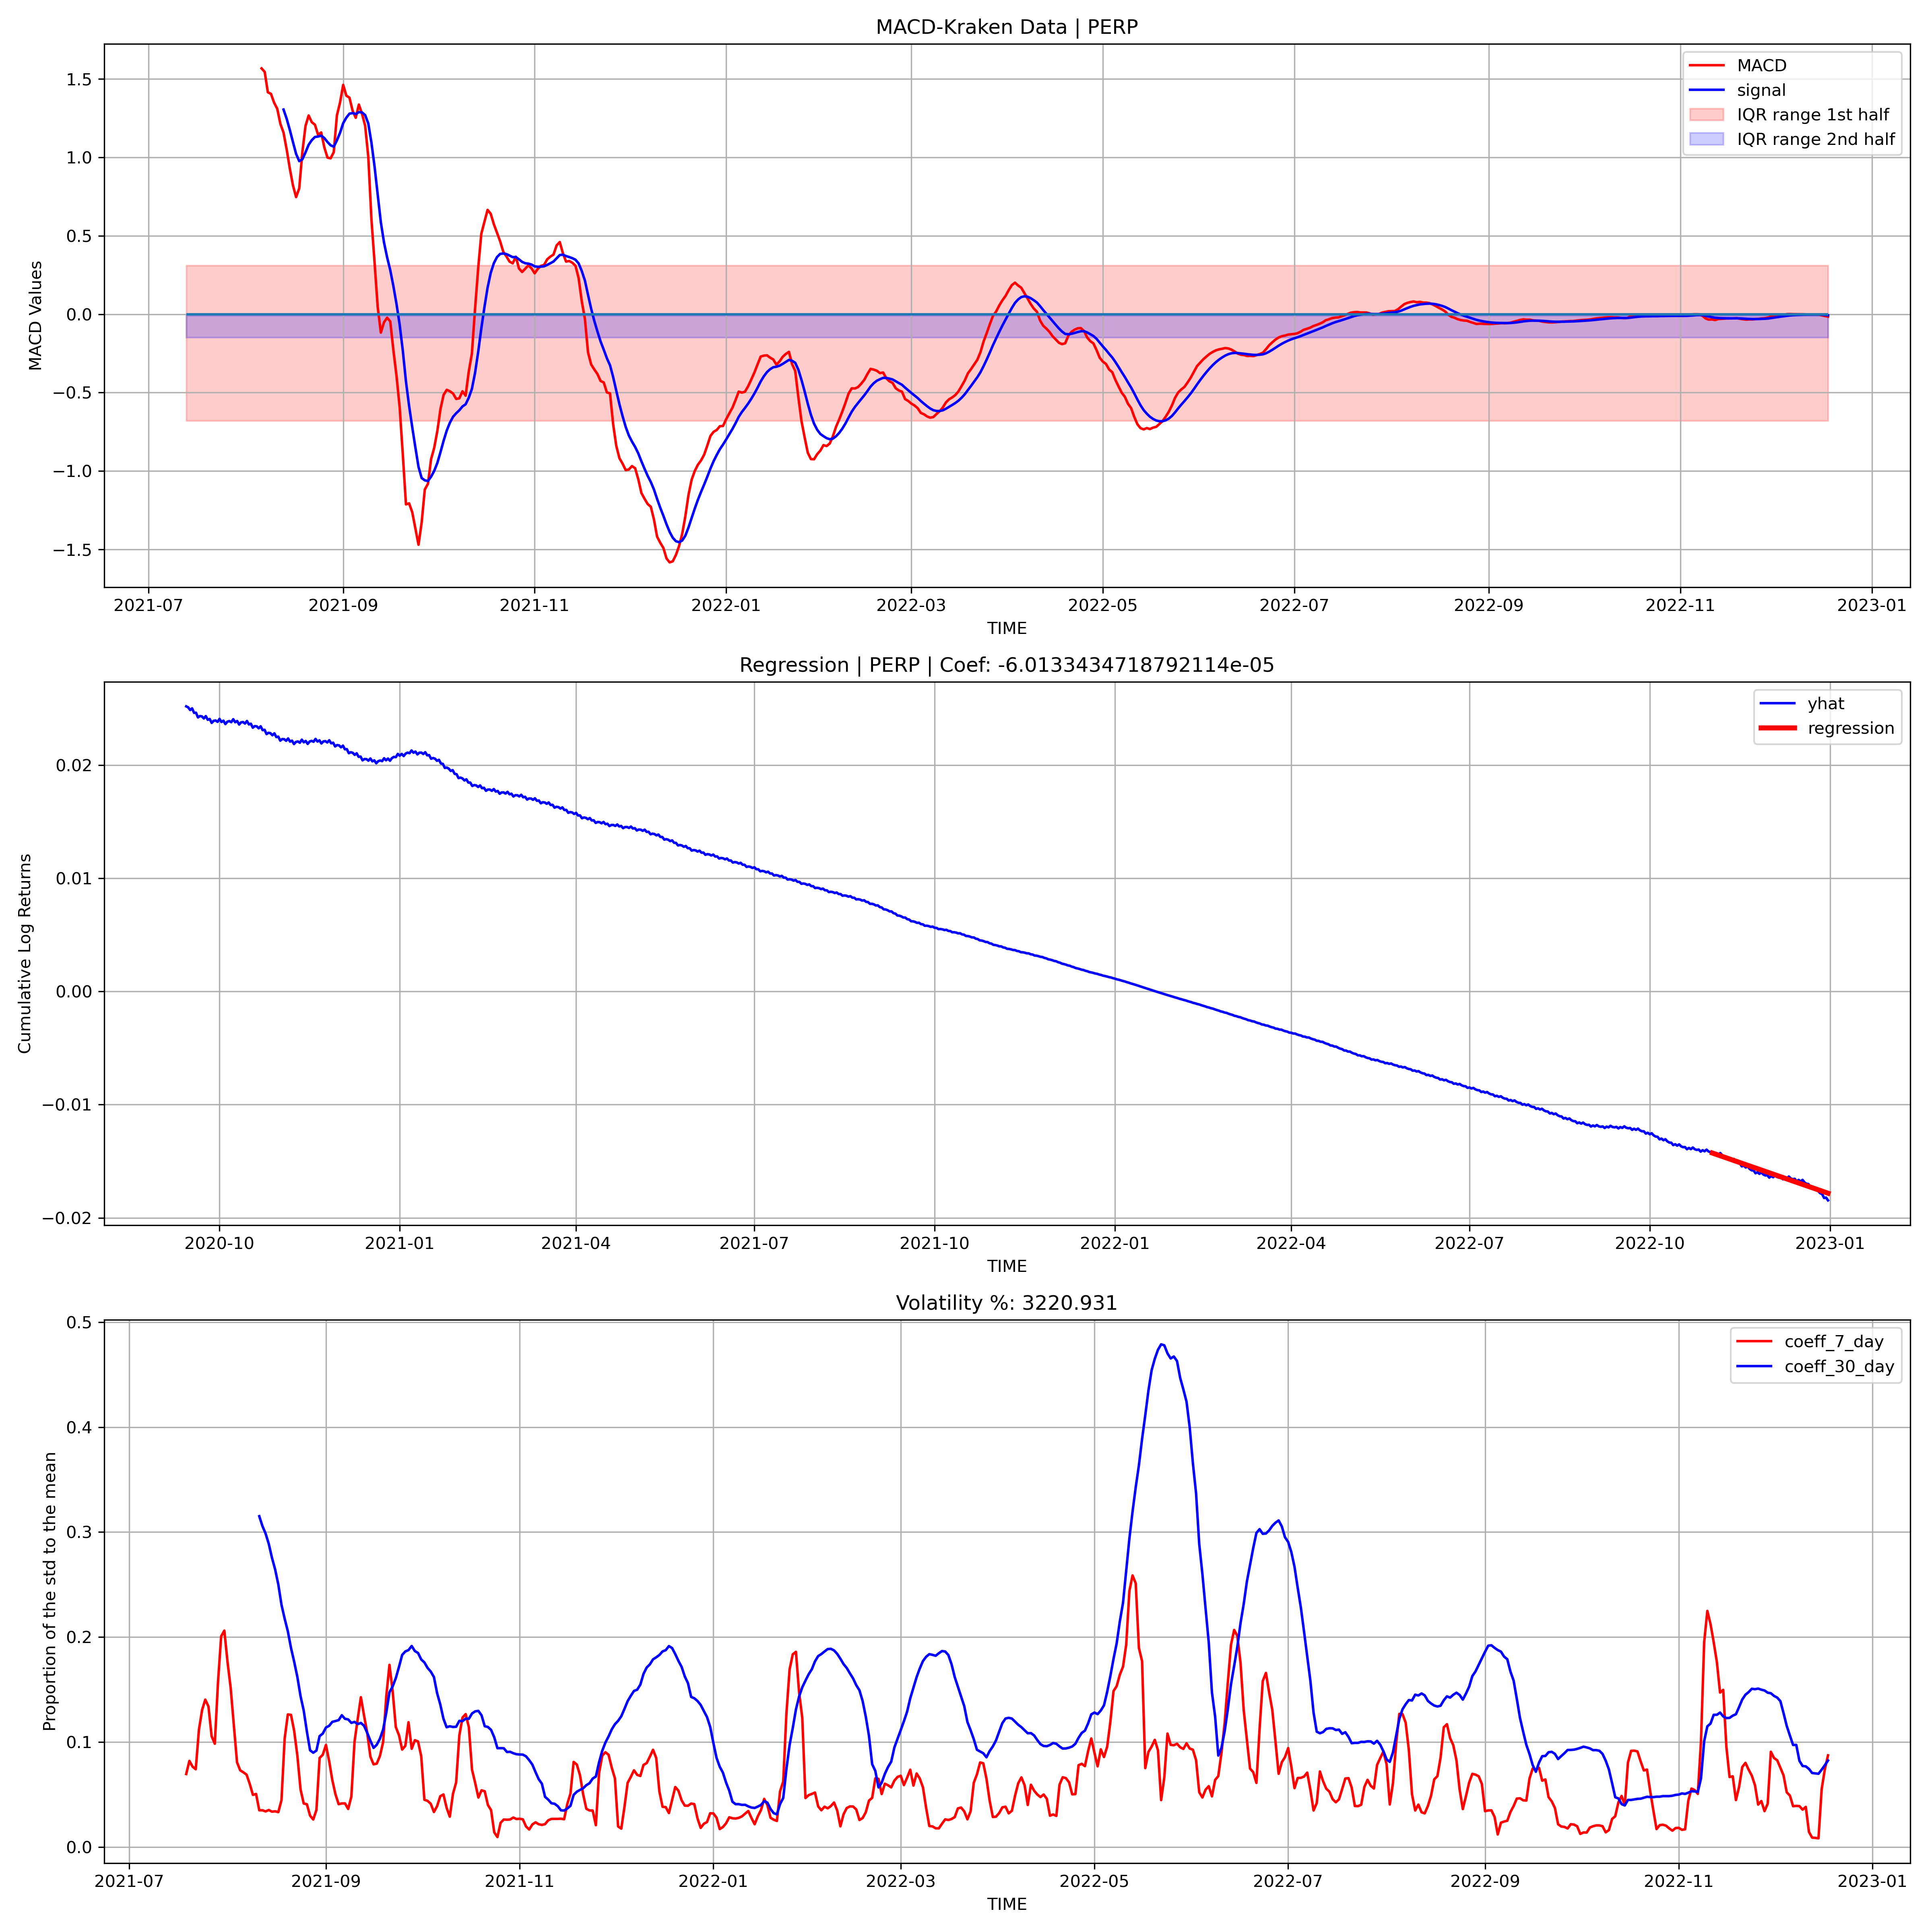 MACD-Kraken Data | PERP
MACD Values
1.5
1.0
0.5
0.0
−0.5
−1.0
−1.5
MACD
signal
IQR range 1st half
IQR range 2nd half
2021-07 2021-09 2021-11 2022-01 2022-03 2022-05 2022-07 2022-09 2022-11 2023-01
TIME
Regression | PERP | Coef: -6.0133434718792114e-05
Cumulative Log Returns
0.02
0.01
0.00
−0.01
−0.02
yhat
regression
2020-10 2021-01 2021-04 2021-07 2021-10 2022-01 2022-04 2022-07 2022-10 2023-01
TIME
Volatility %: 3220.931
Proportion of the std to the mean
0.5
0.4
0.3
0.2
0.1
0.0
coeff_7_day
coeff_30_day
2021-07 2021-09 2021-11 2022-01 2022-03 2022-05 2022-07 2022-09 2022-11 2023-01
TIME